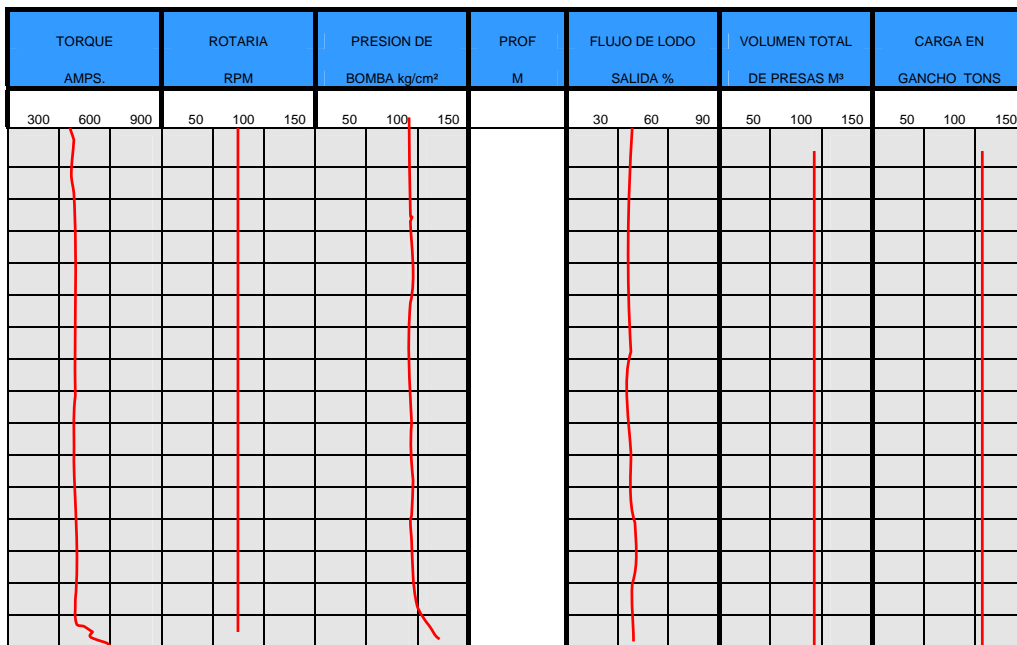 TORQUE ROTARIA PRESION DE PROF FLUJO DE LODO VOLUMEN TOTAL CARGA EN
AMPS. RPM BOMBA kg/cm² M SALIDA % DE PRESAS M³ GANCHO TONS
300 600 900 50 100 150 50 100 150 30 60 90 50 100 150 50 100 150